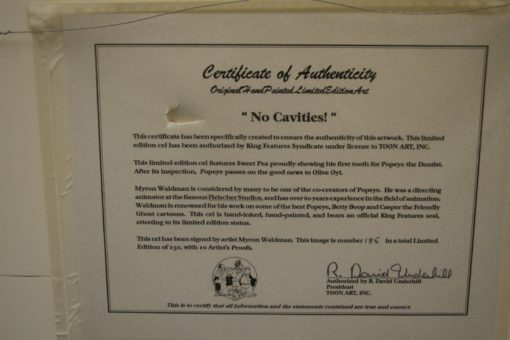 Certificate of Authenticity
Original Hand Painted Limited Edition Art
" No Cavities! "
This certificate has been specifically created to ensure the authenticity of this artwork. This limited
edition cel has been authorized by King Features Syndicate under license to TOON ART, INC.
This limited edition cel features Sweet Pea proudly showing his first tooth for Popeye the Dentist.
After its inspection, Popeye passes on the good news to Olive Oyl.
Myron Waldman is considered by many to be one of the co-creators of Popeye. He was a directing
animator at the famous Fleischer Studios, and has over 60 years experience in the field of animation.
Waldman is renowned for his work on some of the best Popeye, Betty Boop and Casper the Friendly
Ghost cartoons. This cel is hand-inked, hand-painted, and bears an official King Features seal,
attesting to its limited edition status.
This cel has been signed by artist Myron Waldman. This Image is number 185 in a total Limited
Edition of 250, with 10 Artist's Proofs.
R. David Underhill
Authorized by R. David Underhill
President
TOON ART, INC.
This is to certify that all information and the statements contained are true and correct.